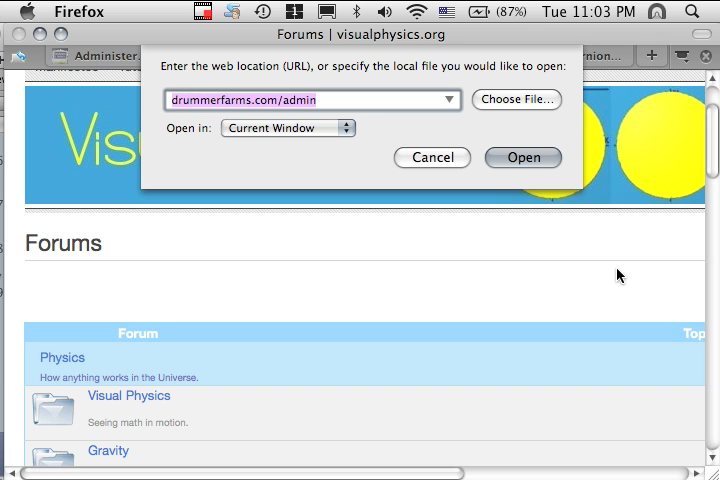 Firefox
1
(87%)
Tue 11:03 PM
Forums | visualphysics.org
Administer.
Enter the web location (URL), or specify the local file you would like to open:
drummerfarms.com/admin
Choose File...
Open in:
Current Window
Cancel
Open
Forums
Forum
Physics
How anything works in the Universe.
Visual Physics
Seeing math in motion.
Gravity